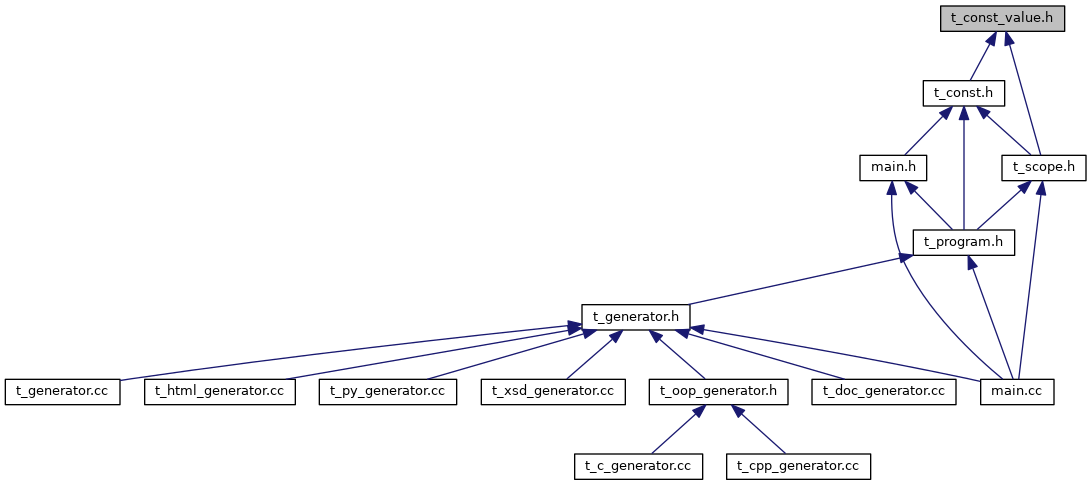 t_const_value.h
t_const.h
main.h
t_scope.h
t_program.h
t_generator.h
t_generator.cc
t_html_generator.cc
t_py_generator.cc
t_xsd_generator.cc
t_oop_generator.h
t_doc_generator.cc
main.cc
t_c_generator.cc
t_cpp_generator.cc